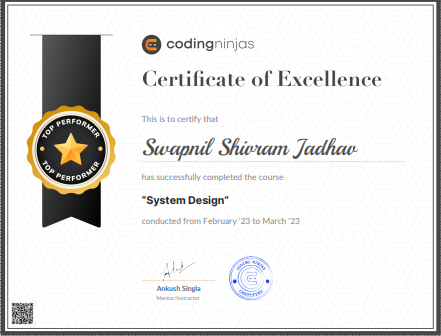 codingninjas
Certificate of Excellence
TOP PERFORMER
TOP PERFORMER
This is to certify that
Swapnil Shivram Jadhav
has successfully completed the course
"System Design"
conducted from February '23 to March '23
Ankush Singla
Mentor/Instructor
CODING NINJAS
CERTIFIED